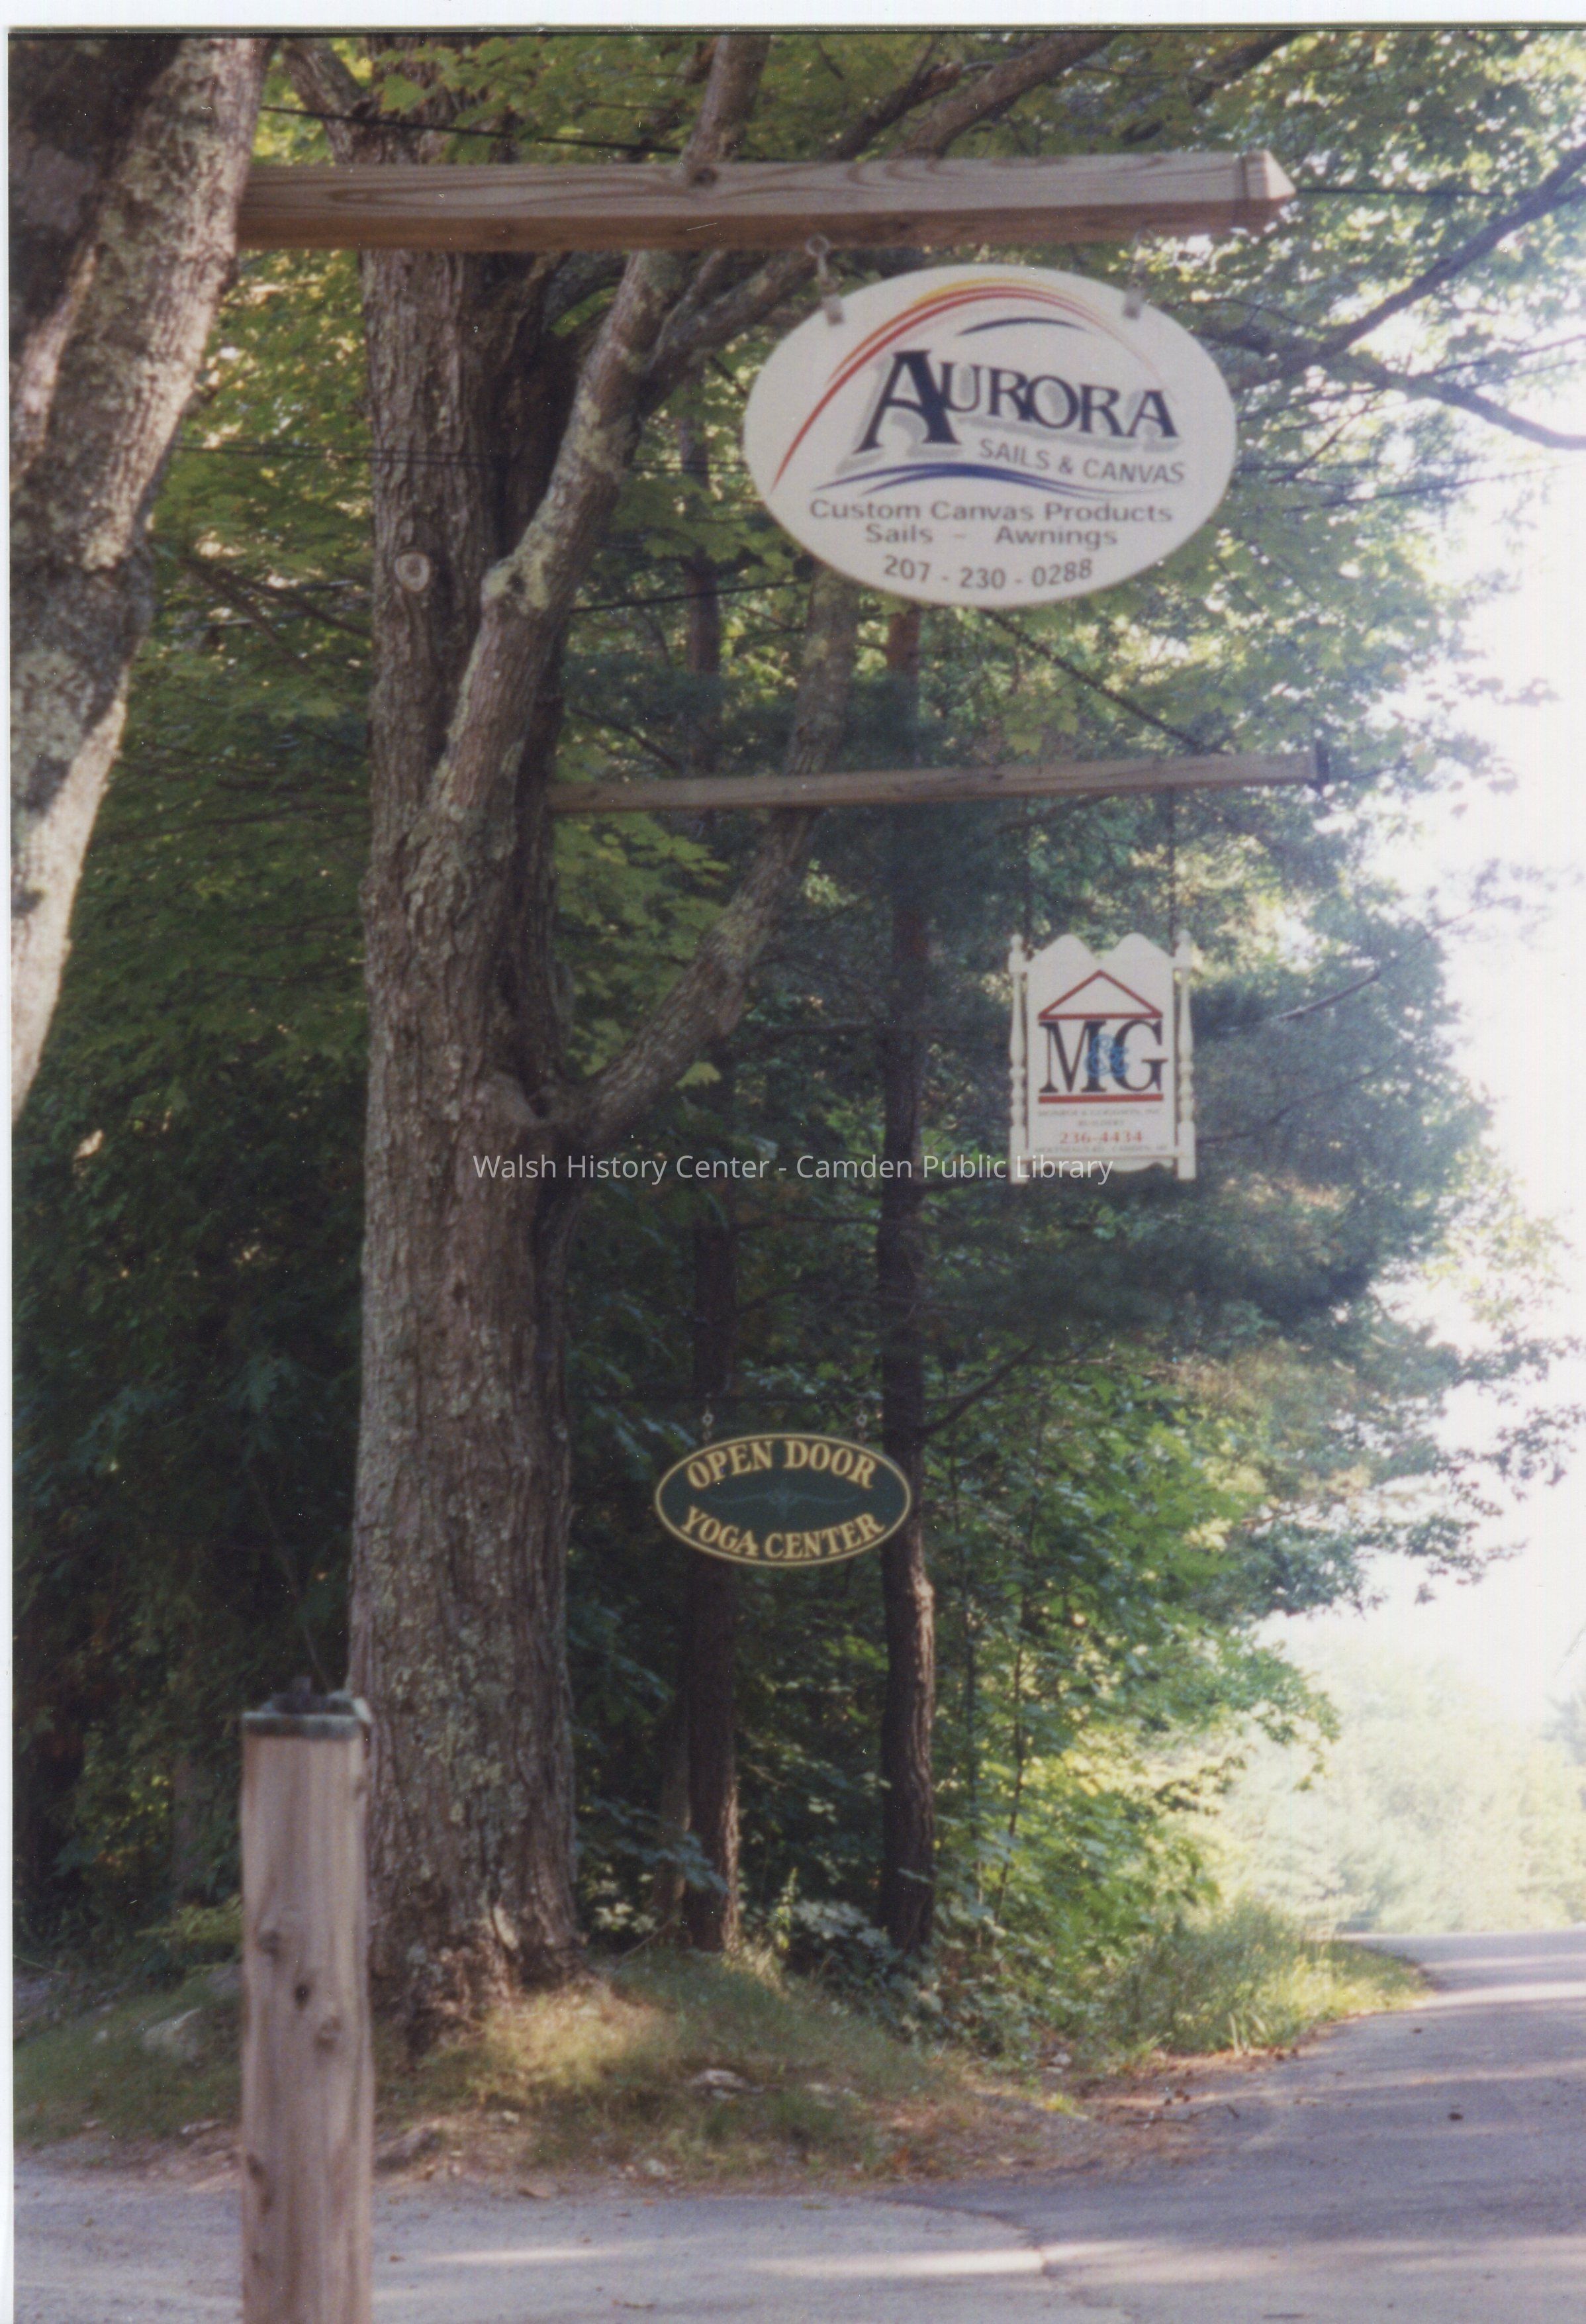 AURORA
SAILS & CANVAS
Custom Canvas Products
Sails - Awnings
207 - 230 - 0288
M&G
BUILDERS
236-4434
Walsh History Center - Camden Public Library
OPEN DOOR
YOGA CENTER